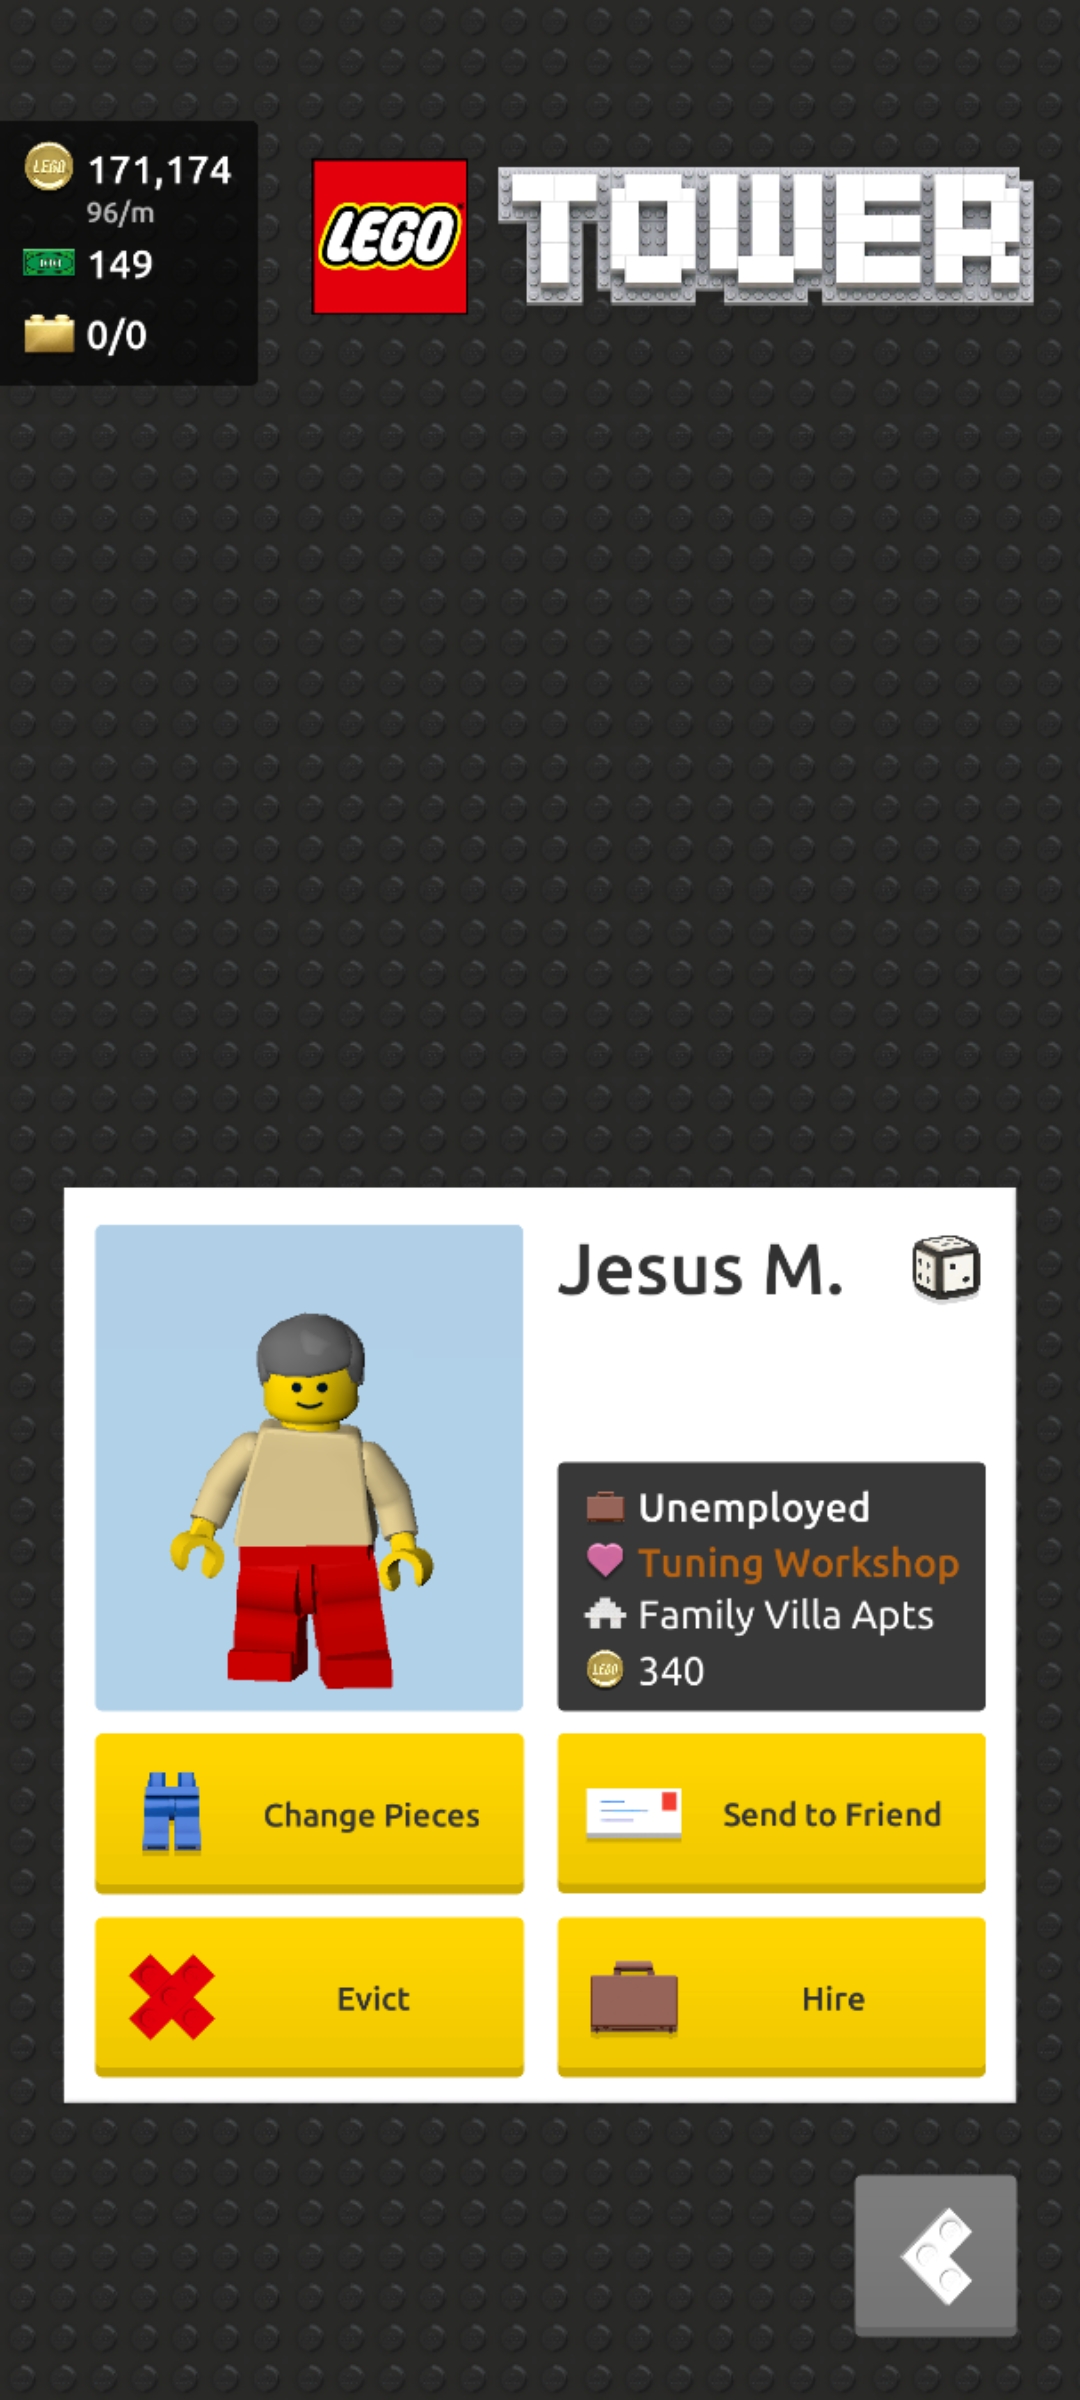 171,174
96/m
149
0/0
LEGO
TOWER
Jesus M.
Unemployed
Tuning Workshop
Family Villa Apts
340
Change Pieces
Send to Friend
Evict
Hire